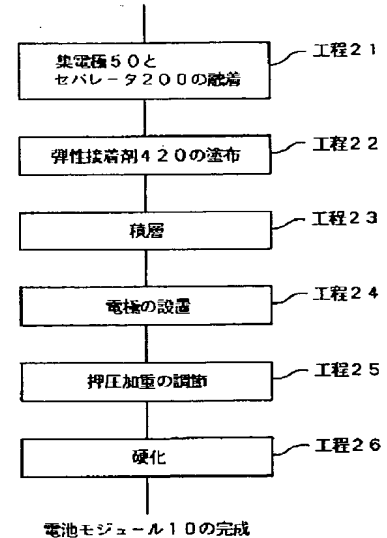 集電極50と
セパレータ200の融着
工程21
弾性接着剤420の塗布
工程22
積層
工程23
電極の設置
工程24
押圧加重の調節
工程25
硬化
工程26
電池モジュール10の完成